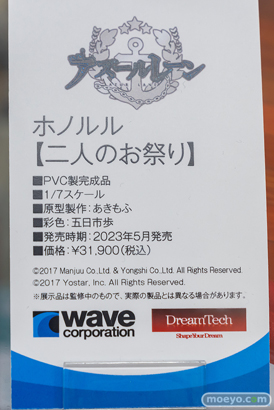 アズールレーン
ホノルル
【二人のお祭り】
■PVC製完成品
■1/7スケール
■原型製作：あきもふ
■彩色：五日市歩
■発売時期：2023年5月発売
■価格：¥31,900(税込)
©2017 Manjuu Co.,Ltd. & Yongshi Co.,Ltd. All Rights Reserved.
©2017 Yostar, Inc. All Rights Reserved.
※展示品は監修中のもので、実際の製品とは異なる場合があります。
wave
corporation
DreamTech
Shape Your Dream.
moeyo.com